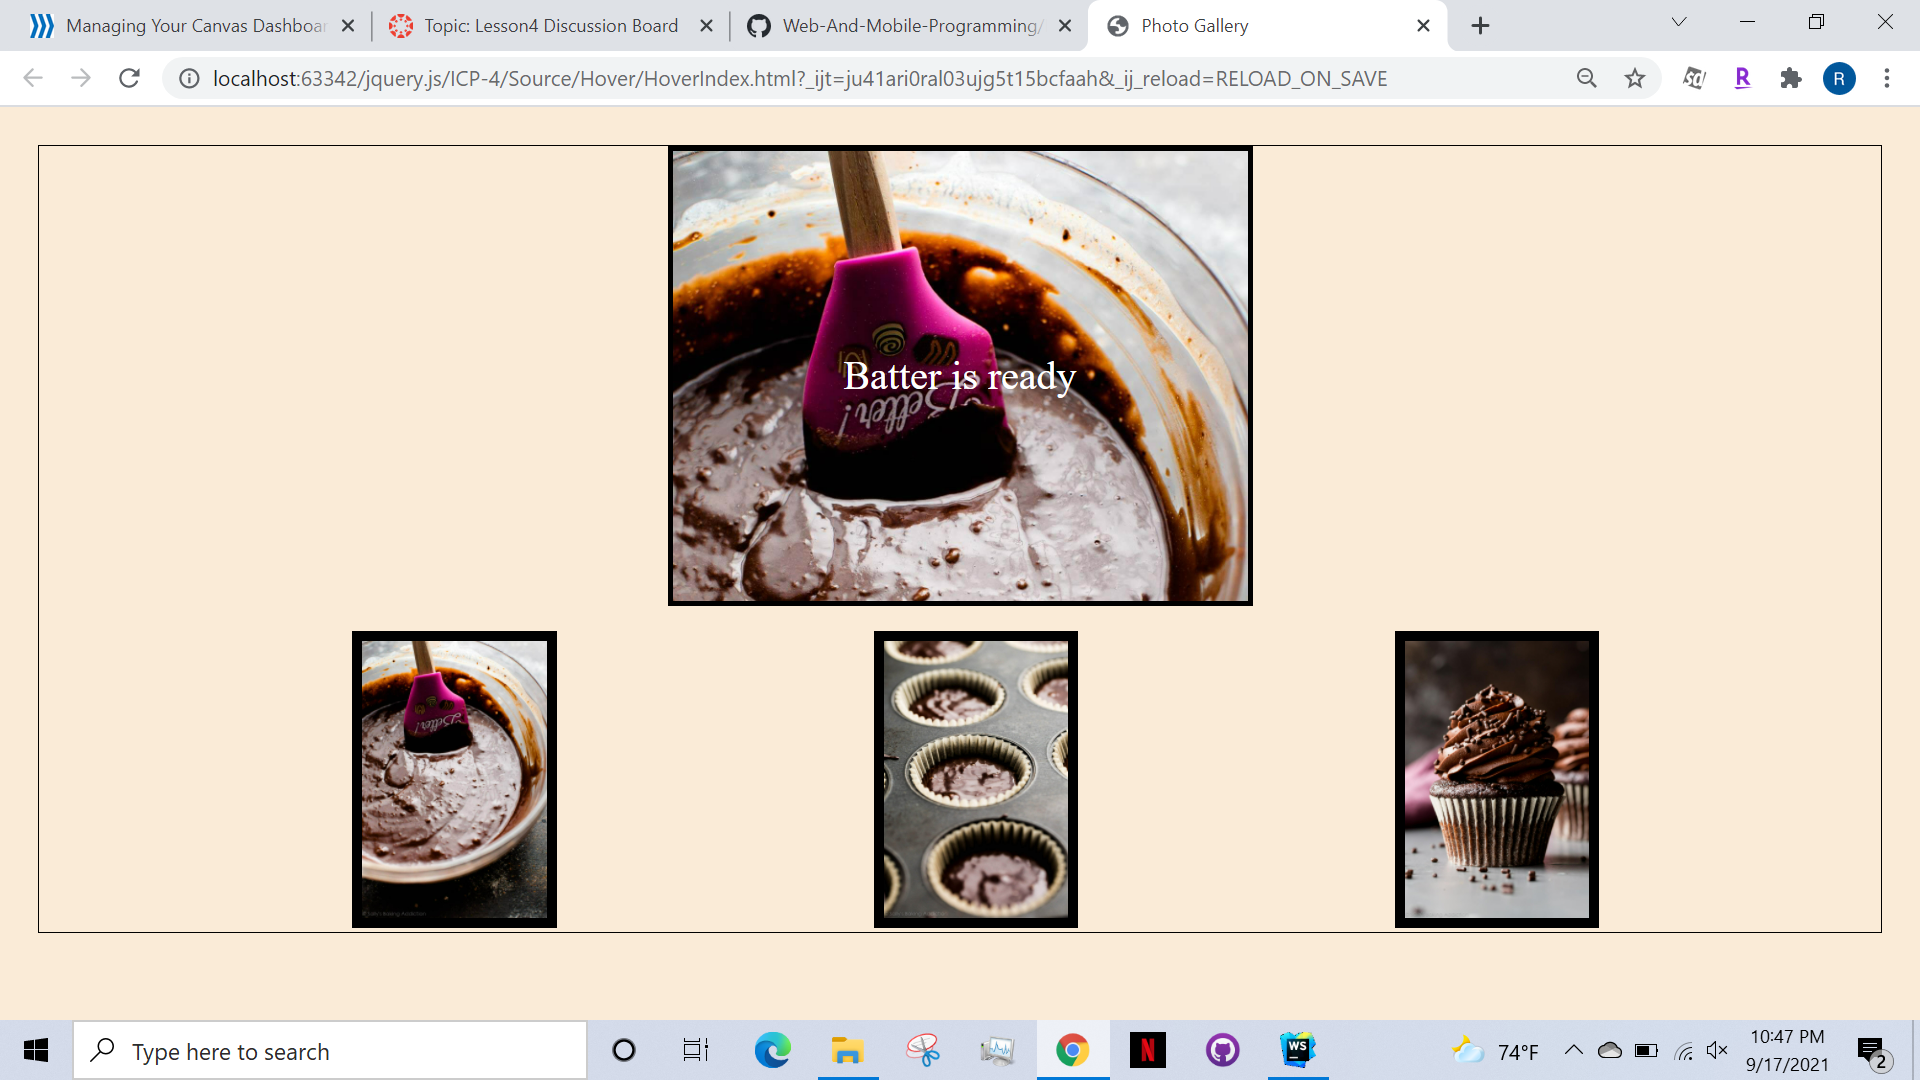 Managing Your Canvas Dashboar
Topic: Lesson4 Discussion Board
Web-And-Mobile-Programming/
Photo Gallery
localhost:63342/jquery.js/ICP-4/Source/Hover/HoverIndex.html?_ijt=ju41ari0ral03ujg5t15bcfaah&_ij_reload=RELOAD_ON_SAVE
R
R
Batter is ready
Better!
Better!
Type here to search
N
WS
74°F
10:47 PM
9/17/2021
2